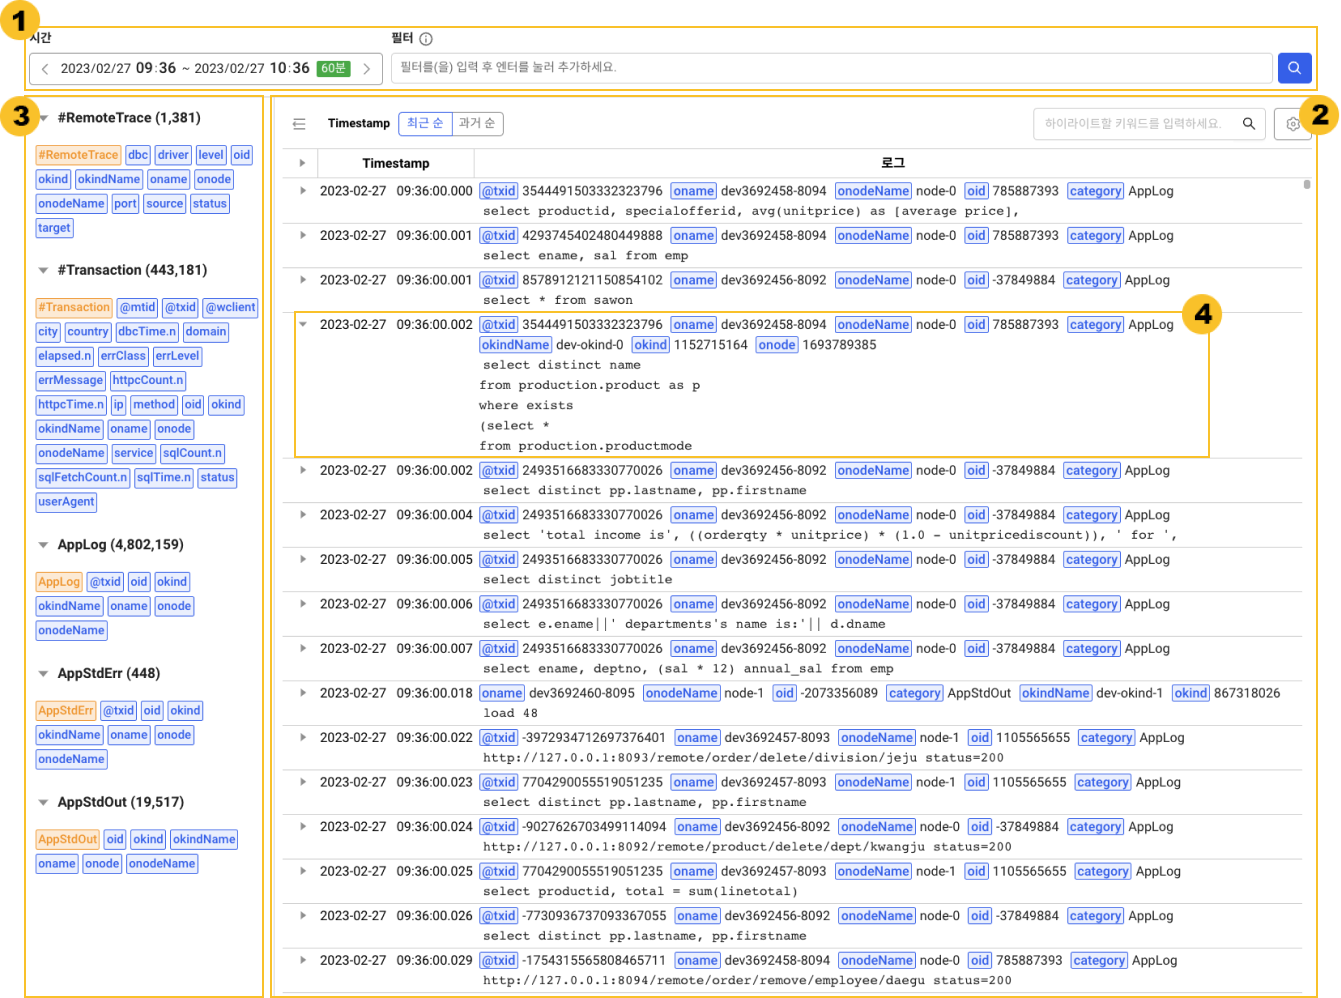 1
시간
필터
2023/02/27 09:36 ~ 2023/02/27 10:36 60분
필터를(을) 입력 후 엔터를 눌러 추가하세요.
3
#RemoteTrace (1,381)
#RemoteTrace dbc driver level oid
okind okindName oname onode
onodeName port source status
target
#Transaction (443,181)
#Transaction @mtid @txid @wclient
city country dbcTime.n domain
elapsed.n errClass errLevel
errMessage httpcCount.n
httpcTime.n ip method oid okind
okindName oname onode
onodeName service sqlCount.n
sqlFetchCount.n sqlTime.n status
userAgent
AppLog (4,802,159)
AppLog @txid oid okind
okindName oname onode
onodeName
AppStdErr (448)
AppStdErr @txid oid okind
okindName oname onode
onodeName
AppStdOut (19,517)
AppStdOut oid okind okindName
oname onode onodeName
2
Timestamp 최근 순 과거 순
하이라이트할 키워드를 입력하세요.
Timestamp 로그
2023-02-27 09:36:00.000 @txid 3544491503332323796 oname dev3692458-8094 onodeName node-0 oid 785887393 category AppLog
select productid, specialofferid, avg(unitprice) as [average price],
2023-02-27 09:36:00.001 @txid 4293745402480449888 oname dev3692458-8094 onodeName node-0 oid 785887393 category AppLog
select ename, sal from emp
2023-02-27 09:36:00.001 @txid 8578912121150854102 oname dev3692456-8092 onodeName node-0 oid -37849884 category AppLog
select * from sawon
4
2023-02-27 09:36:00.002 @txid 3544491503332323796 oname dev3692458-8094 onodeName node-0 oid 785887393 category AppLog
okindName dev-okind-0 okind 1152715164 onode 1693789385
select distinct name
from production.product as p
where exists
(select *
from production.productmode
2023-02-27 09:36:00.002 @txid 2493516683330770026 oname dev3692456-8092 onodeName node-0 oid -37849884 category AppLog
select distinct pp.lastname, pp.firstname
2023-02-27 09:36:00.004 @txid 2493516683330770026 oname dev3692456-8092 onodeName node-0 oid -37849884 category AppLog
select 'total income is', ((orderqty * unitprice) * (1.0 - unitpricediscount)), ' for ',
2023-02-27 09:36:00.005 @txid 2493516683330770026 oname dev3692456-8092 onodeName node-0 oid -37849884 category AppLog
select distinct jobtitle
2023-02-27 09:36:00.006 @txid 2493516683330770026 oname dev3692456-8092 onodeName node-0 oid -37849884 category AppLog
select e.ename||' departments's name is:'|| d.dname
2023-02-27 09:36:00.007 @txid 2493516683330770026 oname dev3692456-8092 onodeName node-0 oid -37849884 category AppLog
select ename, deptno, (sal * 12) annual_sal from emp
2023-02-27 09:36:00.018 oname dev3692460-8095 onodeName node-1 oid -2073356089 category AppStdOut okindName dev-okind-1 okind 867318026
load 48
2023-02-27 09:36:00.022 @txid -3972934712697376401 oname dev3692457-8093 onodeName node-1 oid 1105565655 category AppLog
http://127.0.0.1:8093/remote/order/delete/division/jeju status=200
2023-02-27 09:36:00.023 @txid 7704290055519051235 oname dev3692457-8093 onodeName node-1 oid 1105565655 category AppLog
select distinct pp.lastname, pp.firstname
2023-02-27 09:36:00.024 @txid -9027626703499114094 oname dev3692456-8092 onodeName node-0 oid -37849884 category AppLog
http://127.0.0.1:8092/remote/product/delete/dept/kwangju status=200
2023-02-27 09:36:00.025 @txid 7704290055519051235 oname dev3692457-8093 onodeName node-1 oid 1105565655 category AppLog
select productid, total = sum(linetotal)
2023-02-27 09:36:00.026 @txid -7730936737093367055 oname dev3692456-8092 onodeName node-0 oid -37849884 category AppLog
select distinct pp.lastname, pp.firstname
2023-02-27 09:36:00.029 @txid -1754315565808465711 oname dev3692458-8094 onodeName node-0 oid 785887393 category AppLog
http://127.0.0.1:8094/remote/order/remove/employee/daegu status=200